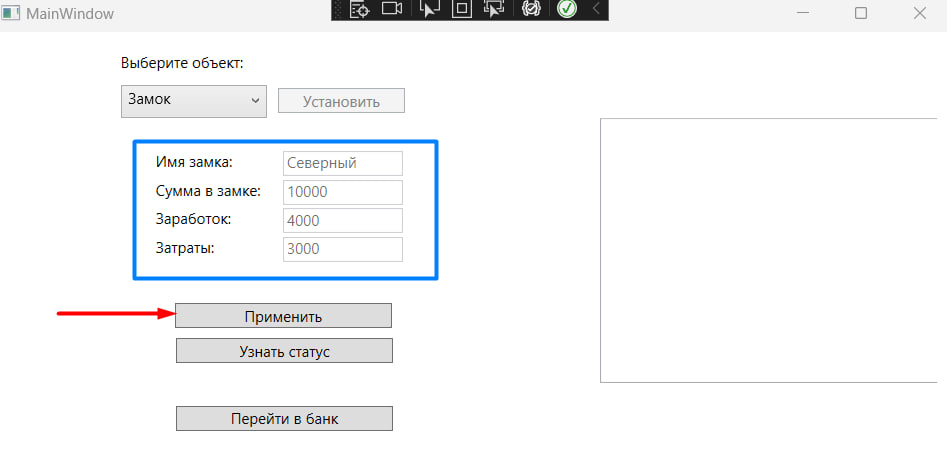 MainWindow
Выберите объект:
Замок
Установить
Имя замка: Северный
Сумма в замке: 10000
Заработок: 4000
Затраты: 3000
Применить
Узнать статус
Перейти в банк